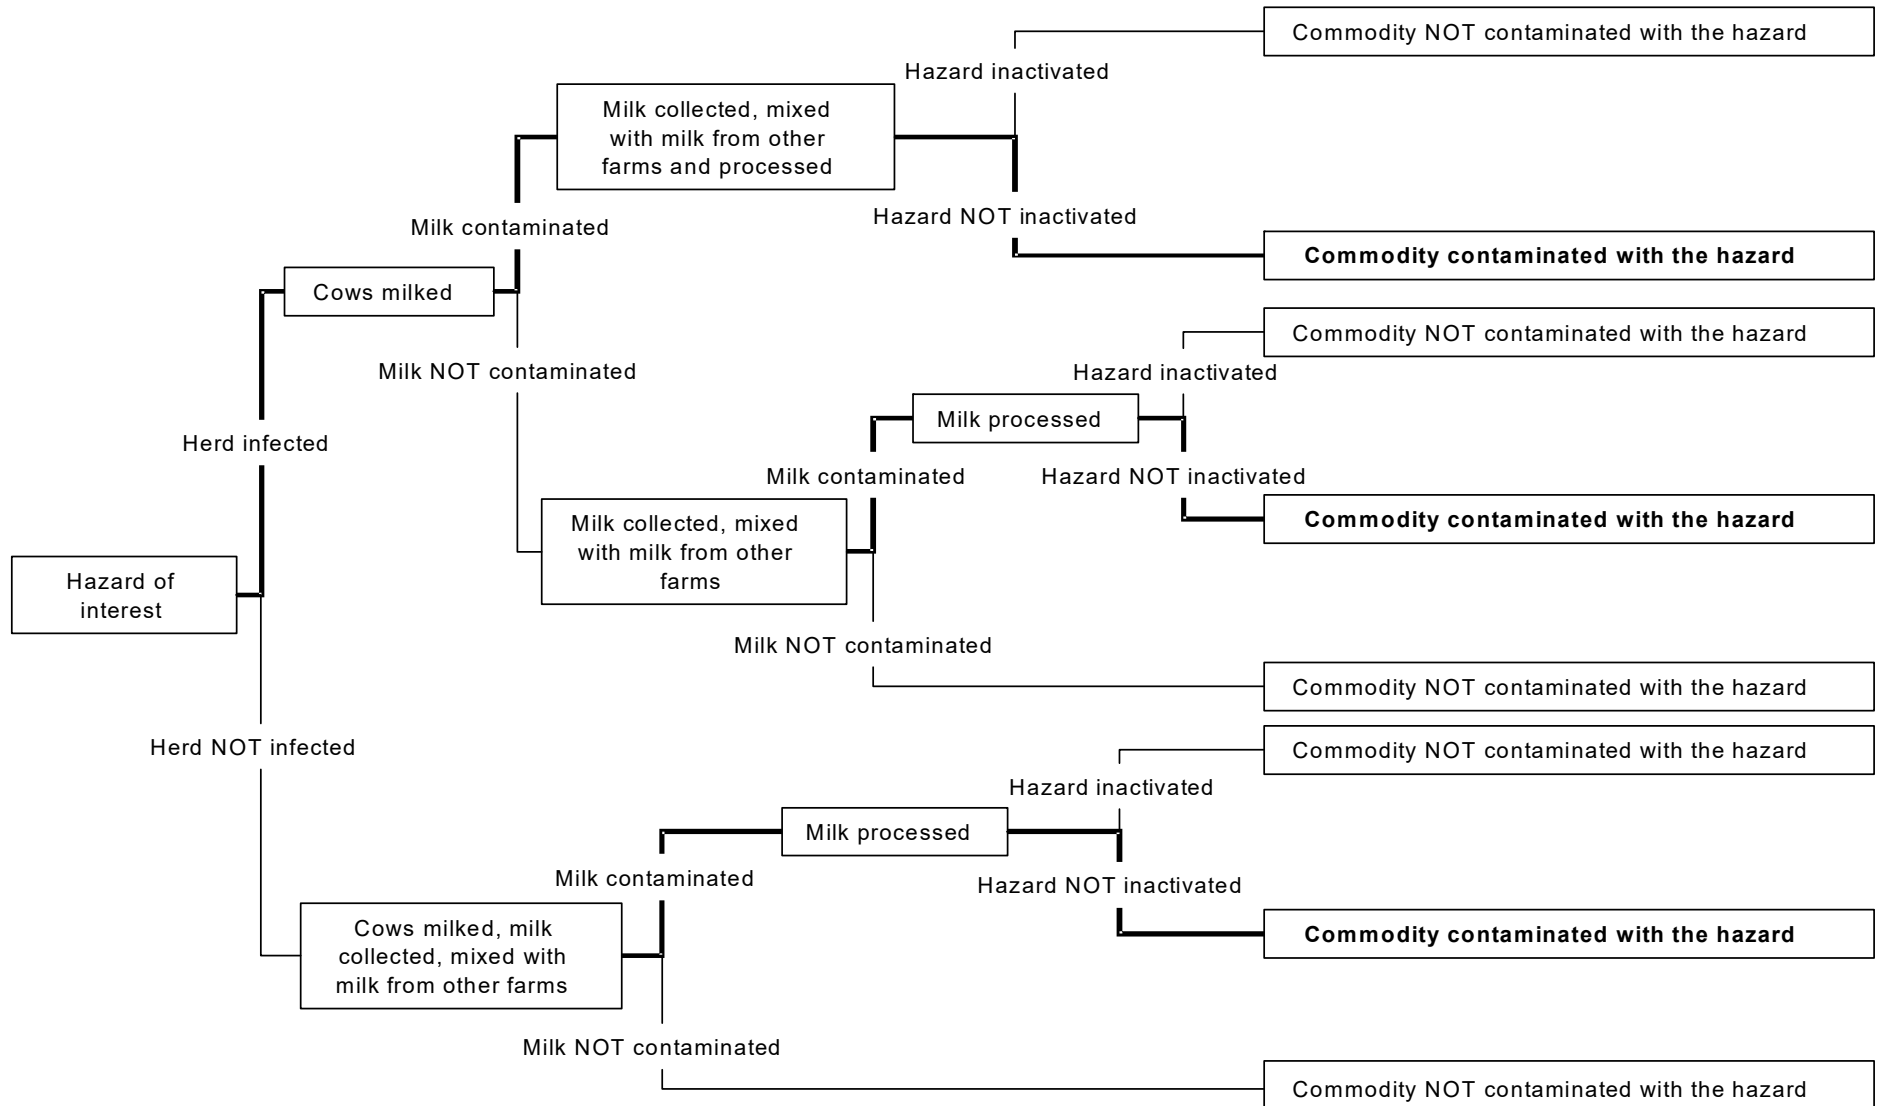 Commodity NOT contaminated with the hazard
Hazard inactivated
Milk collected, mixed
with milk from other
farms and processed
Hazard NOT inactivated
Milk contaminated
Commodity contaminated with the hazard
Cows milked
Commodity NOT contaminated with the hazard
Milk NOT contaminated
Hazard inactivated
Milk processed
Herd infected
Milk contaminated
Hazard NOT inactivated
Commodity contaminated with the hazard
Milk collected, mixed
with milk from other
farms
Hazard of
interest
Milk NOT contaminated
Commodity NOT contaminated with the hazard
Herd NOT infected
Commodity NOT contaminated with the hazard
Hazard inactivated
Milk processed
Milk contaminated
Hazard NOT inactivated
Cows milked, milk
collected, mixed with
milk from other farms
Commodity contaminated with the hazard
Milk NOT contaminated
Commodity NOT contaminated with the hazard